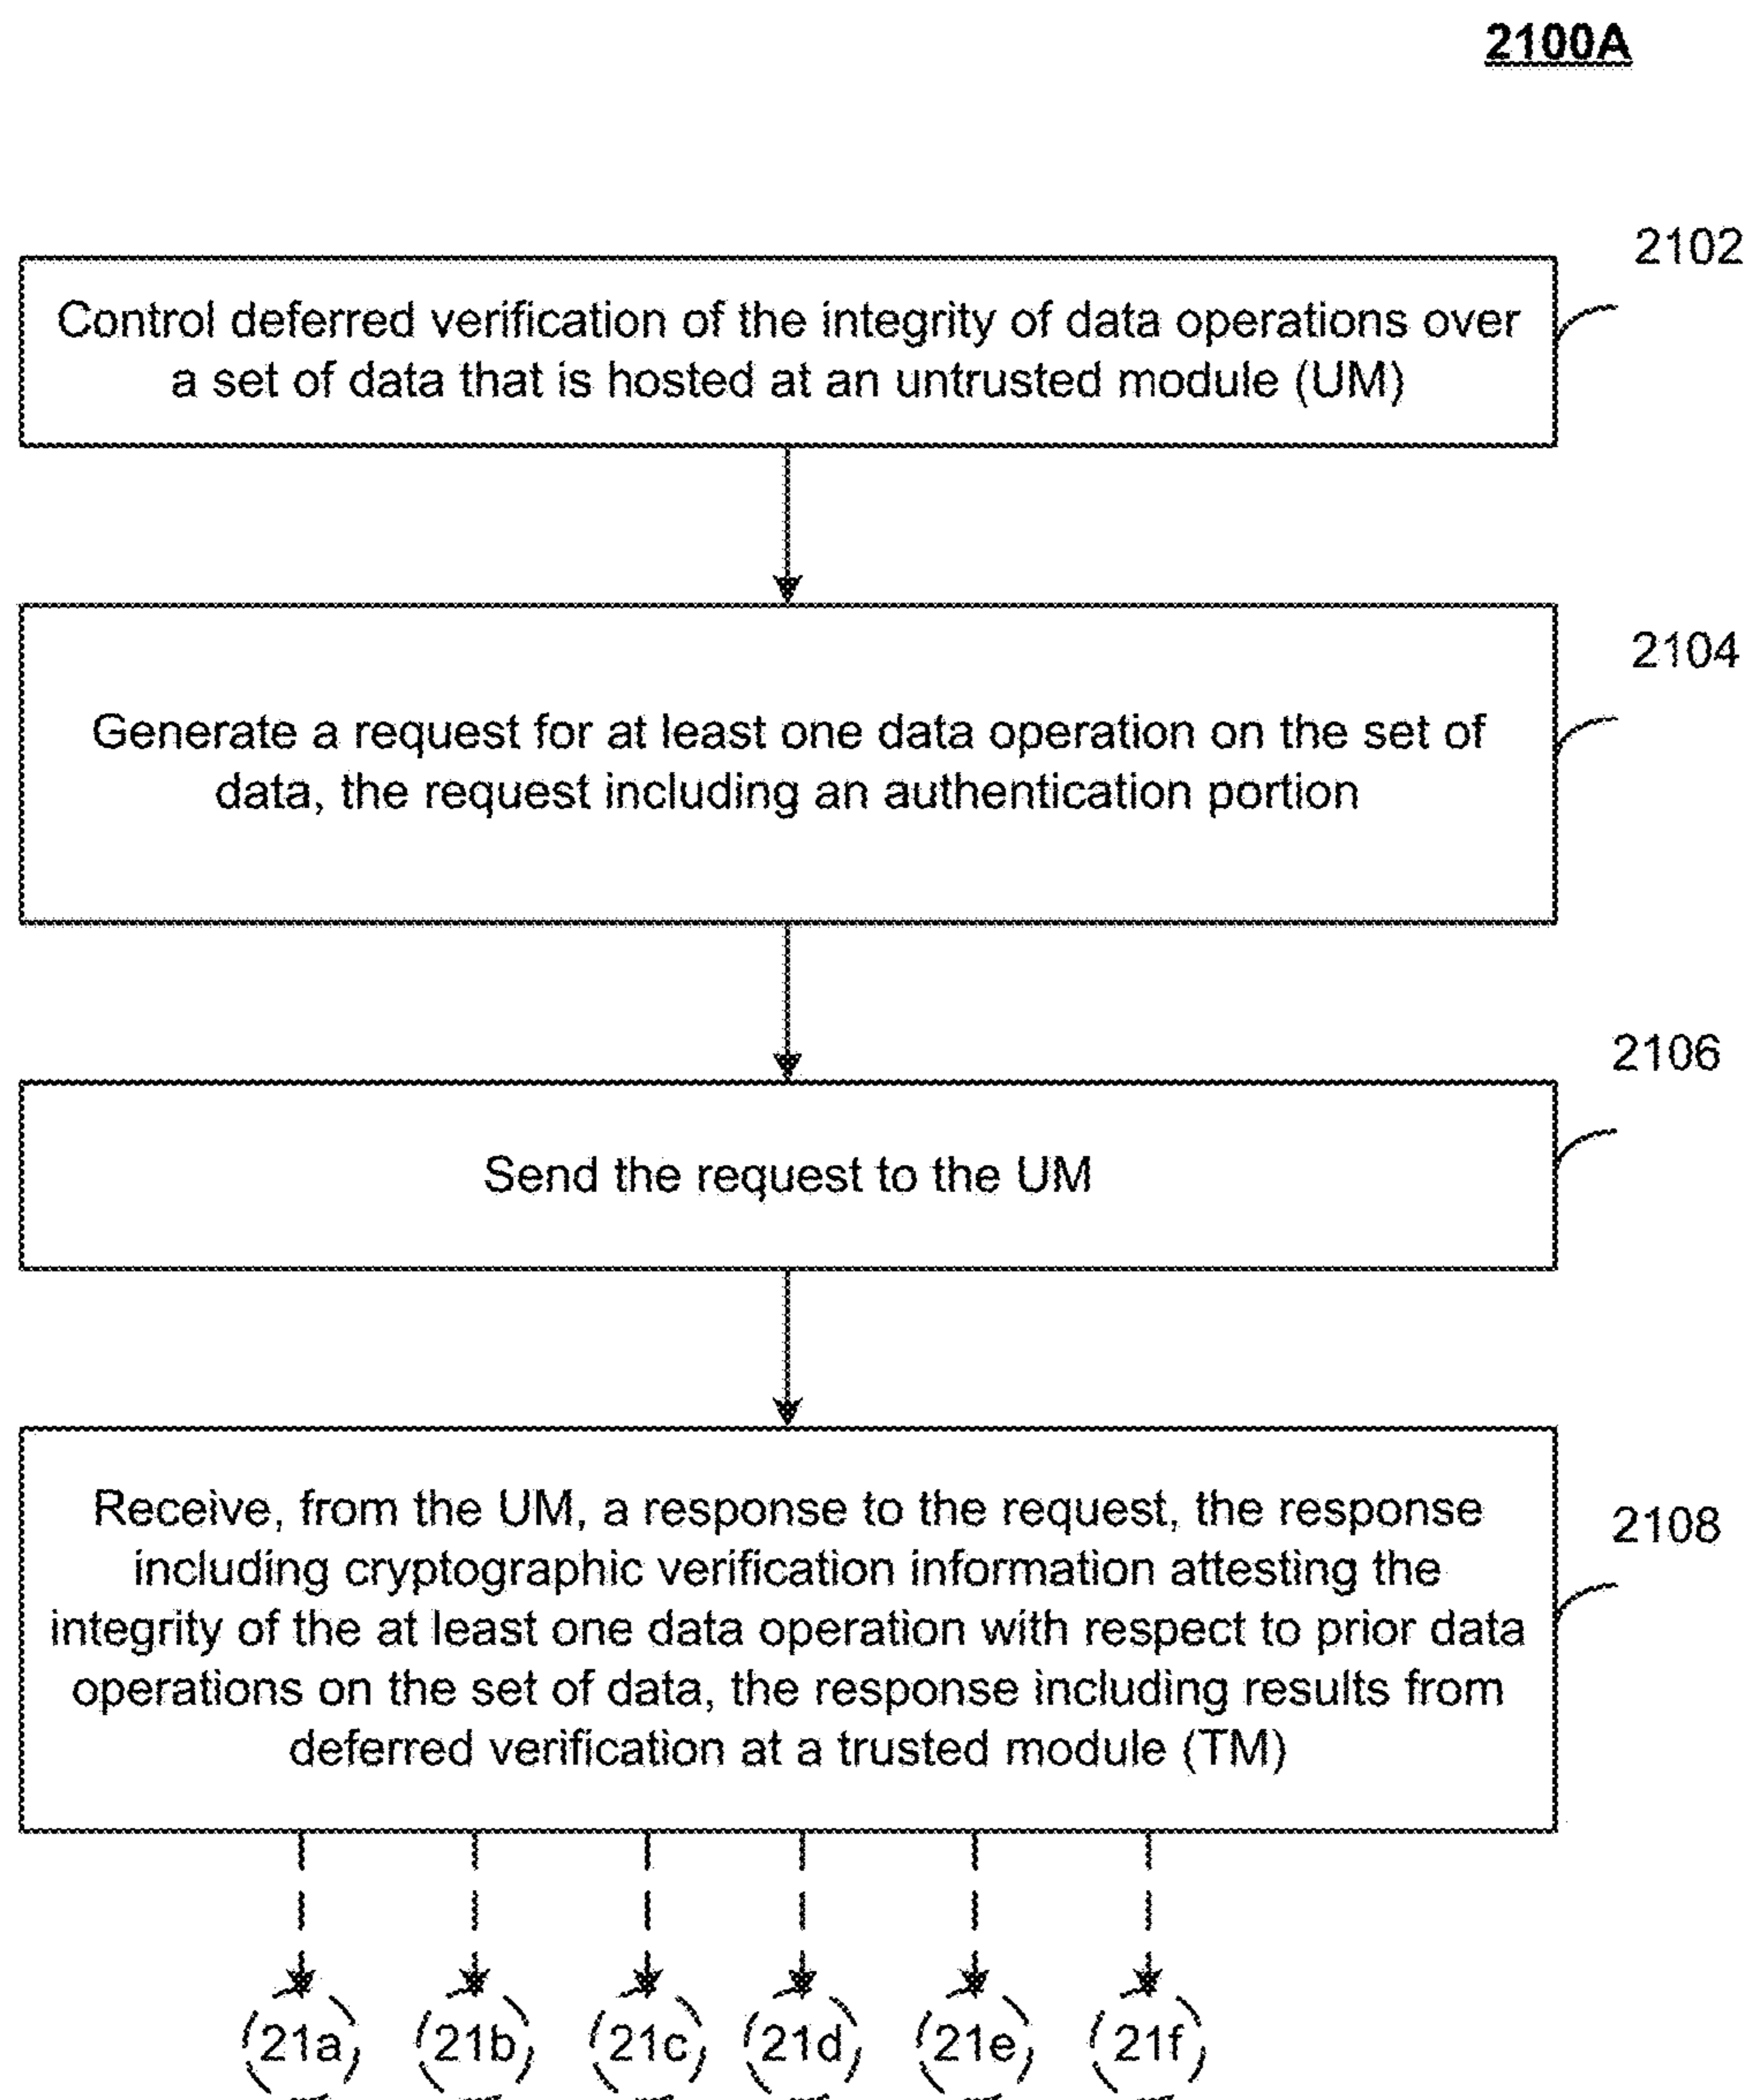 2100A
2102
Control deferred verification of the integrity of data operations over
a set of data that is hosted at an untrusted module (UM)
2104
Generate a request for at least one data operation on the set of
data, the request including an authentication portion
2106
Send the request to the UM
2108
Receive, from the UM, a response to the request, the response
including cryptographic verification information attesting the
integrity of the at least one data operation with respect to prior data
operations on the set of data, the response including results from
deferred verification at a trusted module (TM)
21a 21b 21c 21d 21e 21f